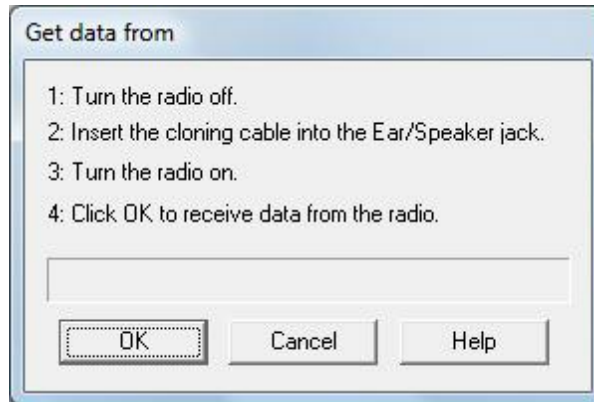 Get data from
1: Turn the radio off.
2: Insert the cloning cable into the Ear/Speaker jack.
3: Turn the radio on.
4: Click OK to receive data from the radio.
OK
Cancel
Help